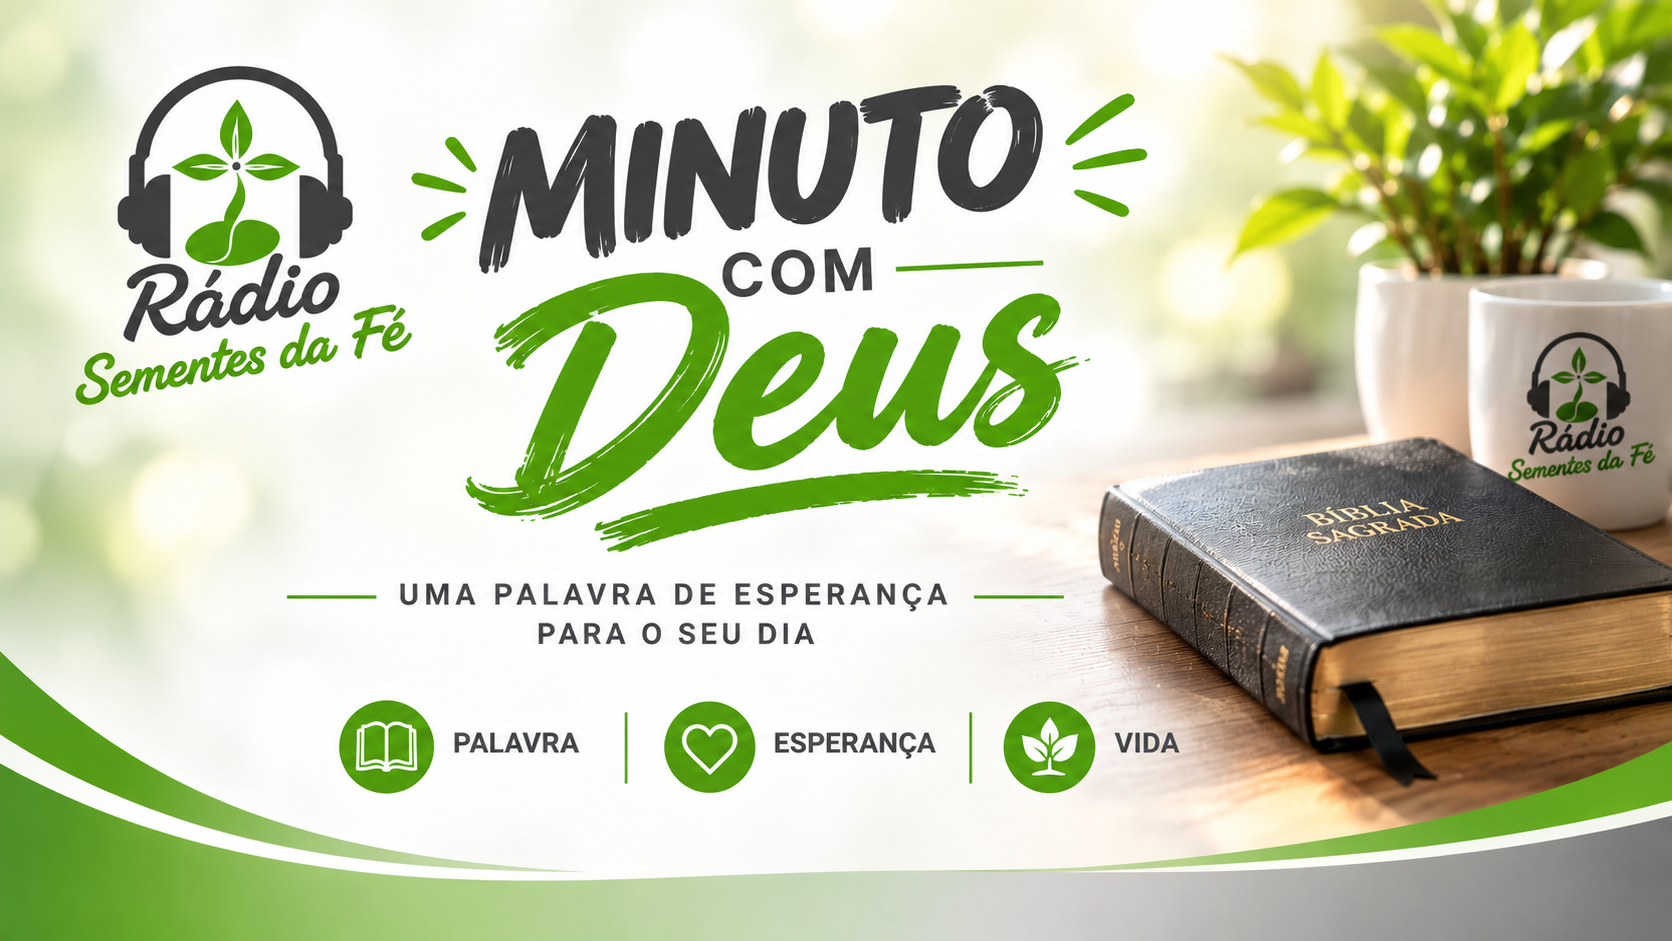 Rádio
Sementes da Fé
MINUTO
COM
Deus
UMA PALAVRA DE ESPERANÇA
PARA O SEU DIA
PALAVRA
ESPERANÇA
VIDA
Rádio
Sementes da Fé
BÍBLIA
SAGRADA